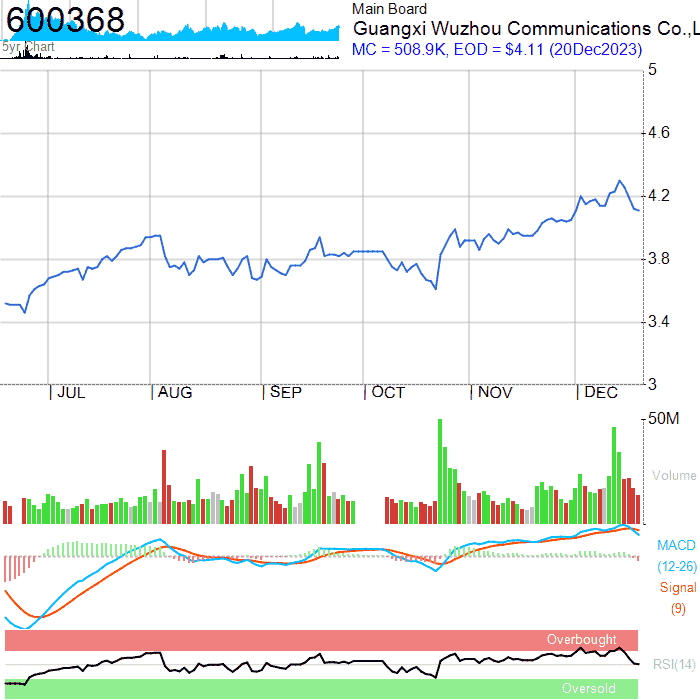 600368
5yr Chart
Main Board
Guangxi Wuzhou Communications Co.,L
MC = 508.9K, EOD = $4.11 (20Dec2023)
5
4.6
4.2
3.8
3.4
3
JUL AUG SEP OCT NOV DEC
50M
Volume
MACD
(12-26)
Signal
(9)
Overbought
RSI(14)
Oversold